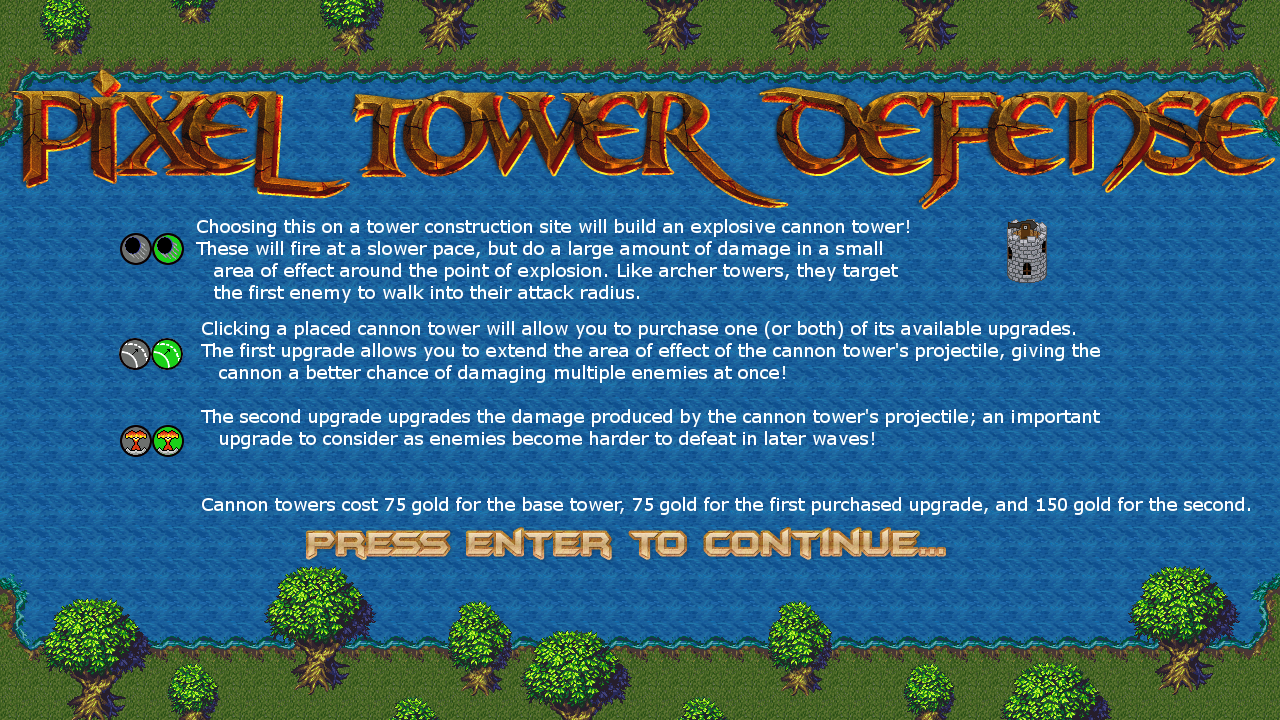 PIXEL TOWER DEFENSE
Choosing this on a tower construction site will build an explosive cannon tower!
These will fire at a slower pace, but do a large amount of damage in a small
area of effect around the point of explosion. Like archer towers, they target
the first enemy to walk into their attack radius.
Clicking a placed cannon tower will allow you to purchase one (or both) of its available upgrades.
The first upgrade allows you to extend the area of effect of the cannon tower's projectile, giving the
cannon a better chance of damaging multiple enemies at once!
The second upgrade upgrades the damage produced by the cannon tower's projectile; an important
upgrade to consider as enemies become harder to defeat in later waves!
Cannon towers cost 75 gold for the base tower, 75 gold for the first purchased upgrade, and 150 gold for the second.
PRESS ENTER TO CONTINUE...